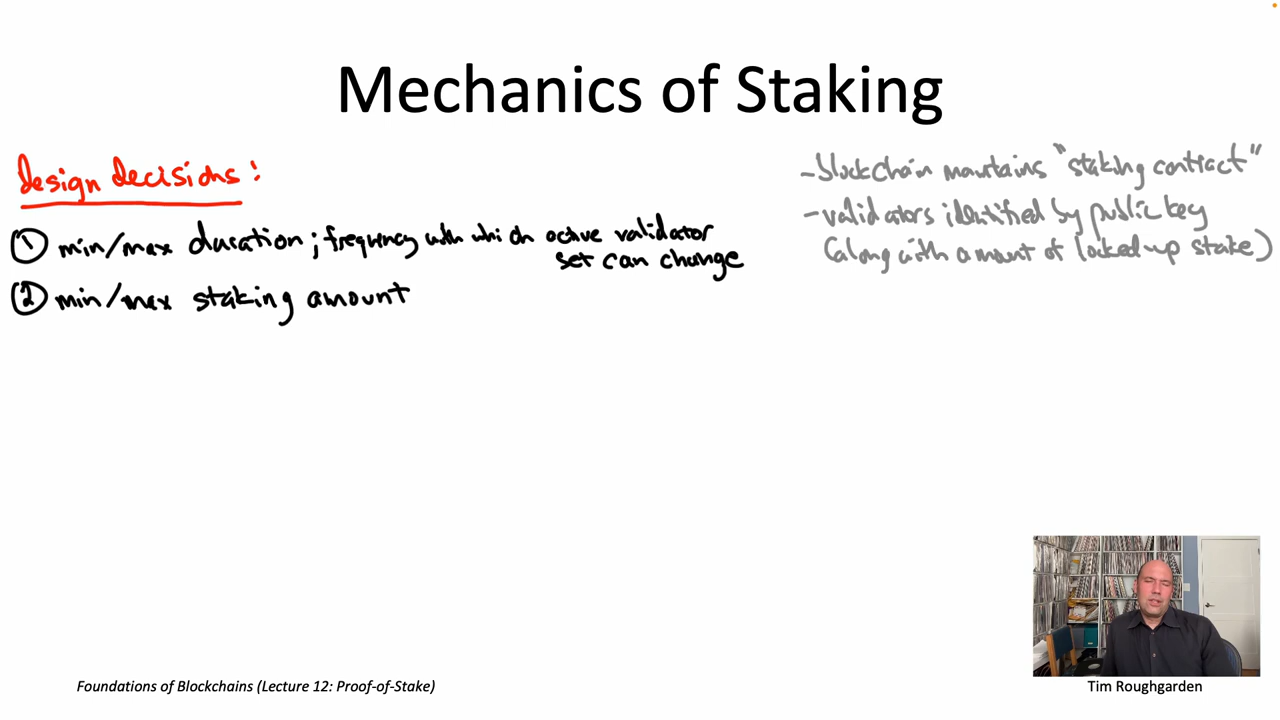 Mechanics of Staking
design decisions:
① min/max duration; frequency with which active validator
set can change
② min/max staking amount
- blockchain maintains "staking contract"
- validators identified by public key
(along with amount of locked-up stake)
Foundations of Blockchains (Lecture 12: Proof-of-Stake)
Tim Roughgarden